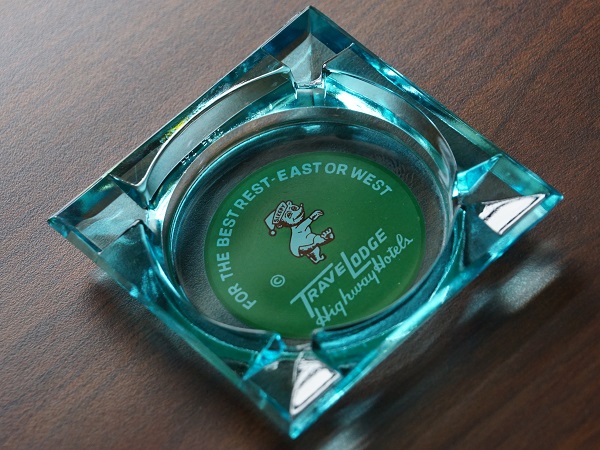 FOR THE BEST REST-EAST OR WEST
©
TRAVELODGE
Highway Hotels